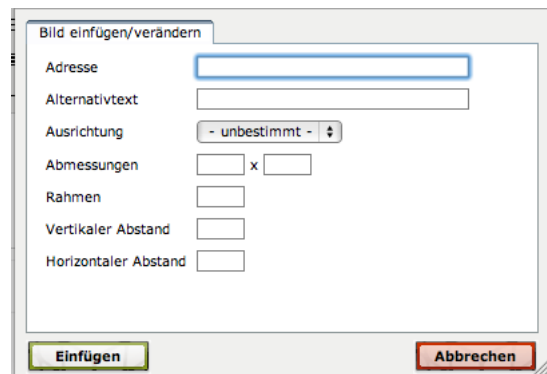 Bild einfügen/verändern
Adresse
Alternativtext
Ausrichtung - unbestimmt -
Abmessungen x
Rahmen
Vertikaler Abstand
Horizontaler Abstand
Einfügen Abbrechen